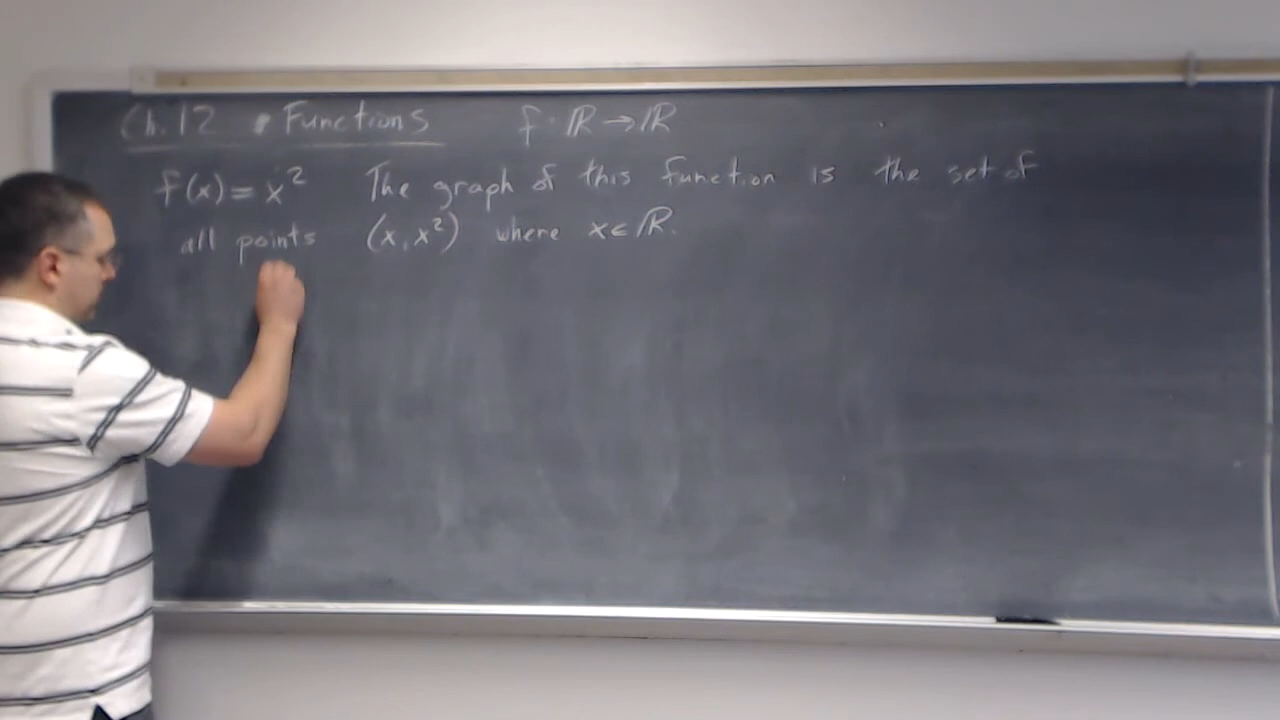 Ch. 12 Functions f: ℝ → ℝ
f(x) = x² The graph of this function is the set of
all points (x, x²) where x ∈ ℝ.